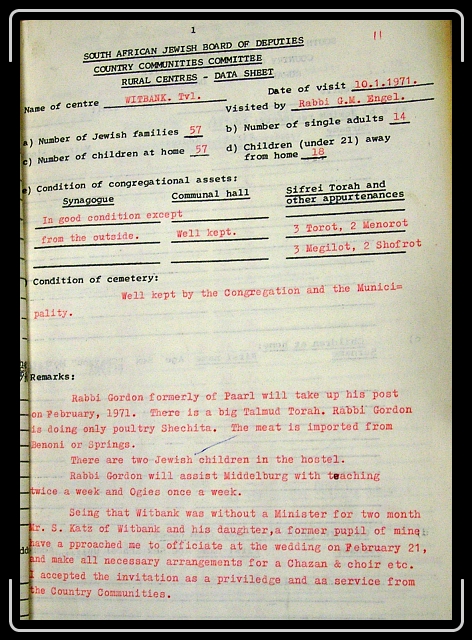 1
11
SOUTH AFRICAN JEWISH BOARD OF DEPUTIES
COUNTRY COMMUNITIES COMMITTEE
RURAL CENTRES - DATA SHEET
Name of centre WITBANK. Tvl.
Date of visit 10.1.1971.
Visited by Rabbi G.M. Engel.
a) Number of Jewish families 57
b) Number of single adults 14
c) Number of children at home 57
d) Children (under 21) away
from home 18
e) Condition of congregational assets:
Synagogue Communal hall Sifrei Torah and
other appurtenances
In good condition except
from the outside. Well kept. 3 Torot, 2 Menorot
3 Megilot, 2 Shofrot
Condition of cemetery:
Well kept by the Congregation and the Munici=
pality.
Remarks:
Rabbi Gordon formerly of Paarl will take up his post
on February, 1971. There is a big Talmud Torah. Rabbi Gordon
is doing only poultry Shechita. The meat is imported from
Benoni or Springs.
There are two Jewish children in the hostel.
Rabbi Gordon will assist Middelburg with teaching
twice a week and Ogies once a week.
Seing that Witbank was without a Minister for two month
Mr. S. Katz of Witbank and his daughter,a former pupil of mine
have a pproached me to officiate at the wedding on February 21,
and make all necessary arrangements for a Chazan & choir etc.
I accepted the invitation as a priviledge and as service from
the Country Communities.